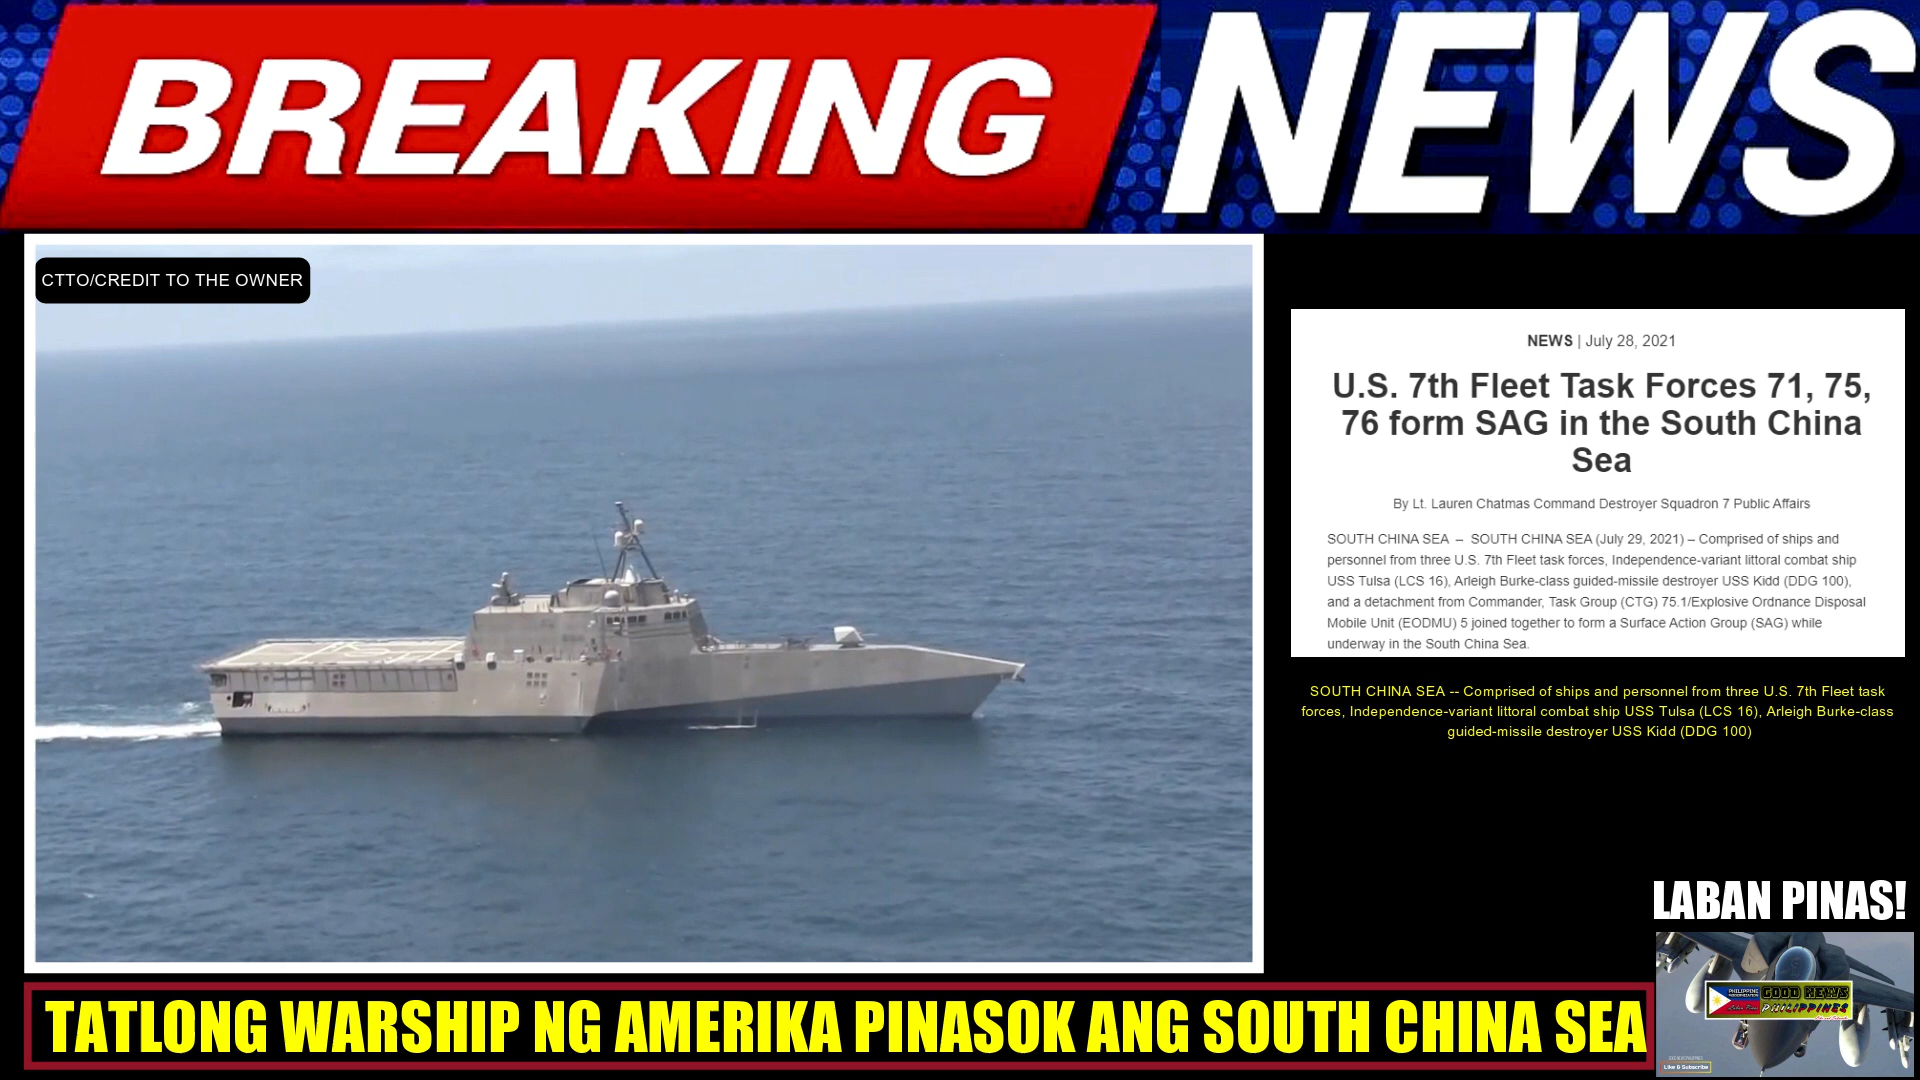 BREAKING NEWS
CTTO/CREDIT TO THE OWNER
NEWS | July 28, 2021
U.S. 7th Fleet Task Forces 71, 75,
76 form SAG in the South China
Sea
By Lt. Lauren Chatmas Command Destroyer Squadron 7 Public Affairs
SOUTH CHINA SEA – SOUTH CHINA SEA (July 29, 2021) – Comprised of ships and
personnel from three U.S. 7th Fleet task forces, Independence-variant littoral combat ship
USS Tulsa (LCS 16), Arleigh Burke-class guided-missile destroyer USS Kidd (DDG 100),
and a detachment from Commander, Task Group (CTG) 75.1/Explosive Ordnance Disposal
Mobile Unit (EODMU) 5 joined together to form a Surface Action Group (SAG) while
underway in the South China Sea.
SOUTH CHINA SEA -- Comprised of ships and personnel from three U.S. 7th Fleet task
forces, Independence-variant littoral combat ship USS Tulsa (LCS 16), Arleigh Burke-class
guided-missile destroyer USS Kidd (DDG 100)
LABAN PINAS!
GOOD NEWS
PHILIPPINES
Like & Subscribe
TATLONG WARSHIP NG AMERIKA PINASOK ANG SOUTH CHINA SEA